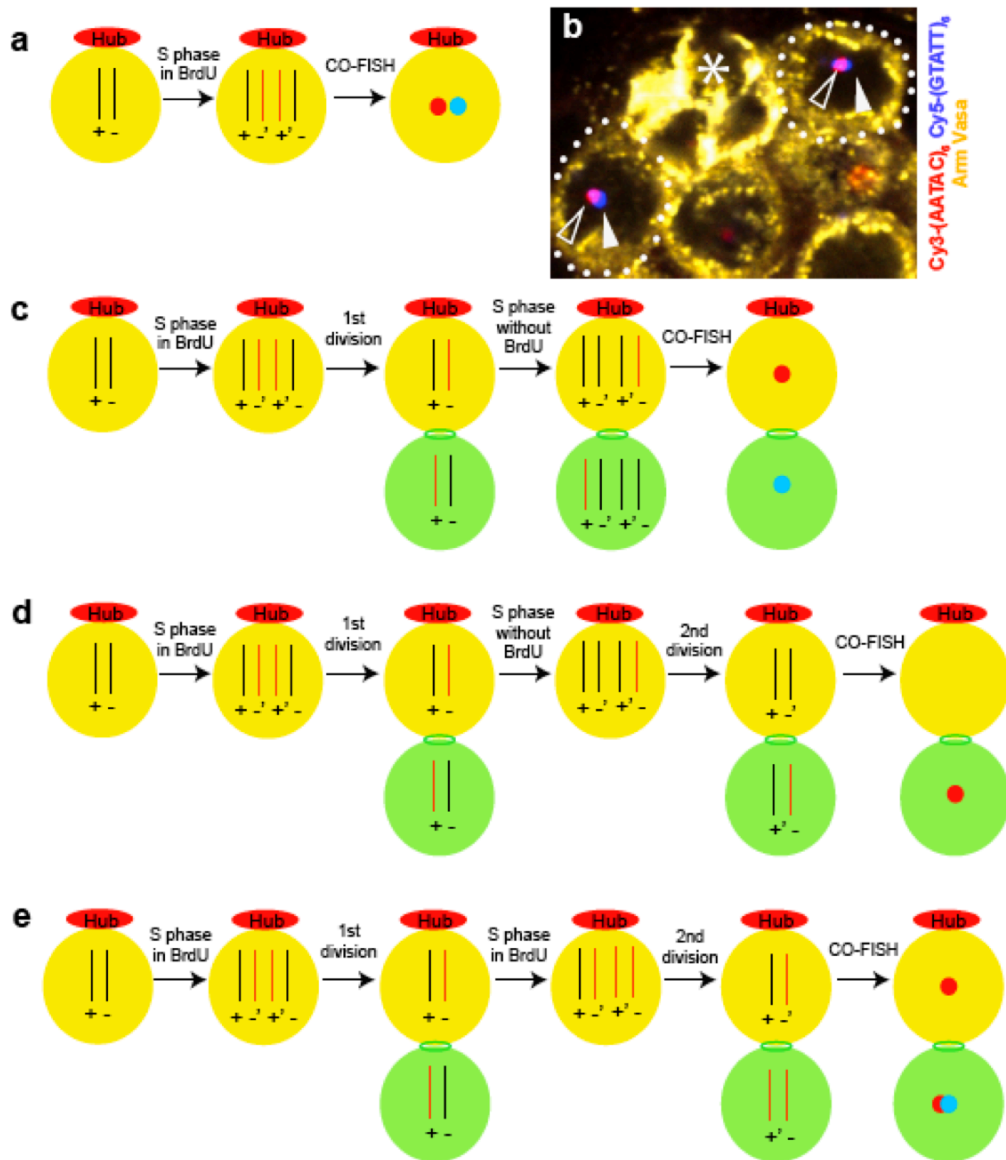 a
Hub
Hub
S phase
in BrdU
CO-FISH
+ -
+ -' +' -
b
*
Cy3-(AATAC)6 Cy5-(GTATT)6
Arm Vasa
c
Hub
Hub
Hub
Hub
Hub
S phase
in BrdU
1st
division
S phase
without
BrdU
CO-FISH
+ -
+ -' +' -
+ -
+ -' +' -
+ -
+ -' +' -
d
Hub
Hub
Hub
Hub
Hub
Hub
S phase
in BrdU
1st
division
S phase
without
BrdU
2nd
division
CO-FISH
+ -
+ -' +' -
+ -
+ -' +' -
+ -'
+ -
+' -
e
Hub
Hub
Hub
Hub
Hub
Hub
S phase
in BrdU
1st
division
S phase
in BrdU
2nd
division
CO-FISH
+ -
+ -' +' -
+ -
+ -' +' -
+ -'
+ -
+' -